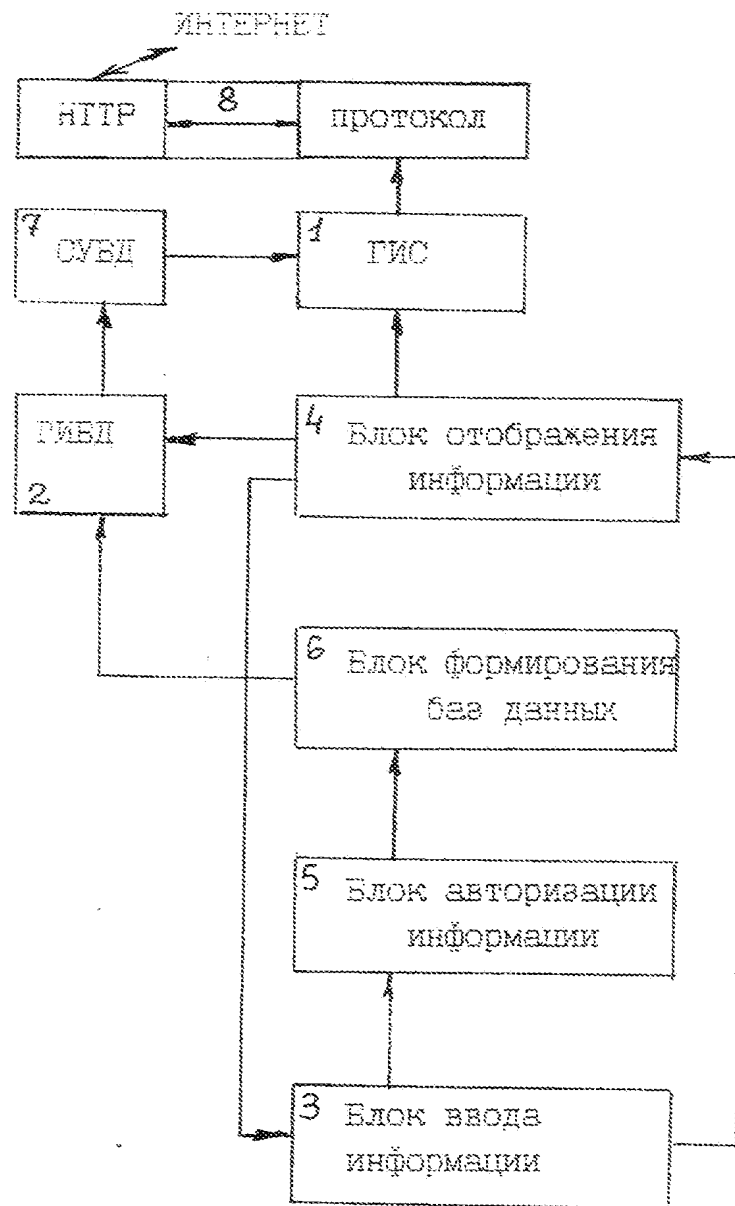 ИНТЕРНЕТ
HTTP
8
протокол
7
СУБД
1
ГИС
ГИБД
2
4
Блок отображения
информации
6
Блок формирования
баз данных
5
Блок авторизации
информации
3
Блок ввода
информации